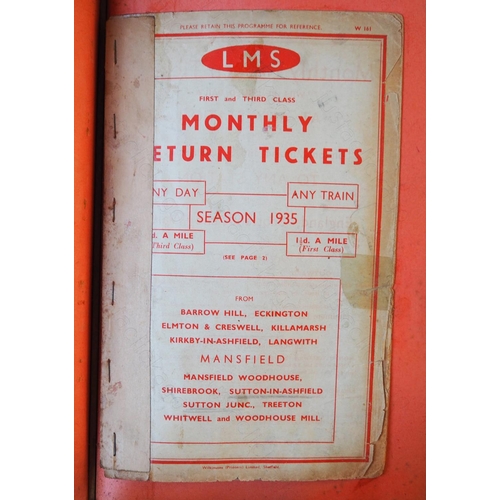 PLEASE RETAIN THIS PROGRAMME FOR REFERENCE. W 161
LMS
FIRST and THIRD CLASS
MONTHLY
ETURN TICKETS
NY DAY ANY TRAIN
SEASON 1935
d. A MILE
(Third Class)
d. A MILE
(First Class)
(SEE PAGE 2)
FROM
BARROW HILL, ECKINGTON
ELMTON & CRESWELL, KILLAMARSH
KIRKBY-IN-ASHFIELD, LANGWITH
MANSFIELD
MANSFIELD WOODHOUSE,
SHIREBROOK, SUTTON-IN-ASHFIELD
SUTTON JUNC., TREETON
WHITWELL and WOODHOUSE MILL